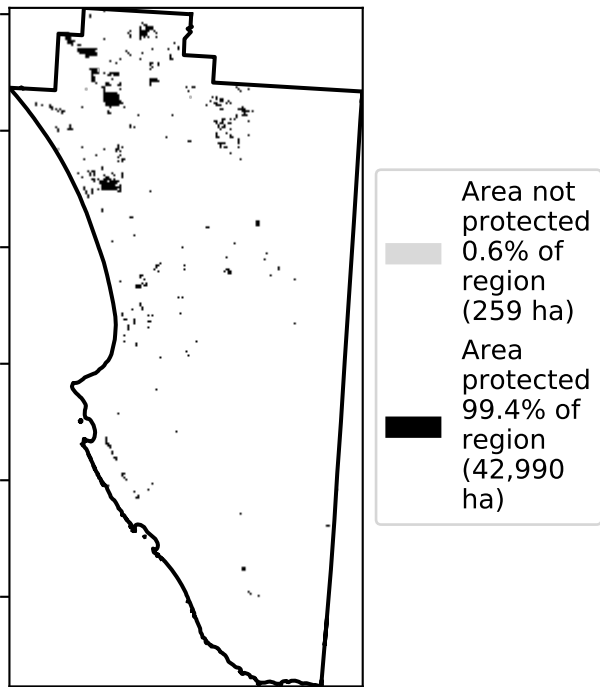 Area not
protected
0.6% of
region
(259 ha)
Area
protected
99.4% of
region
(42,990
ha)